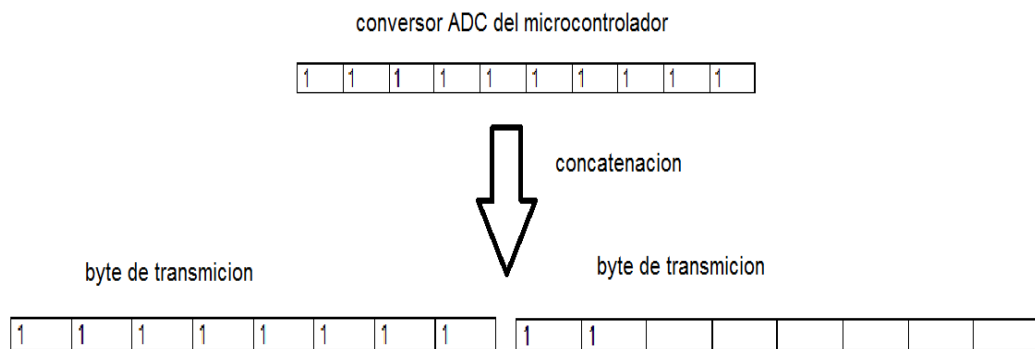 conversor ADC del microcontrolador
1 1 1 1 1 1 1 1 1 1
concatenacion
byte de transmicion
byte de transmicion
1 1 1 1 1 1 1 1 1 1